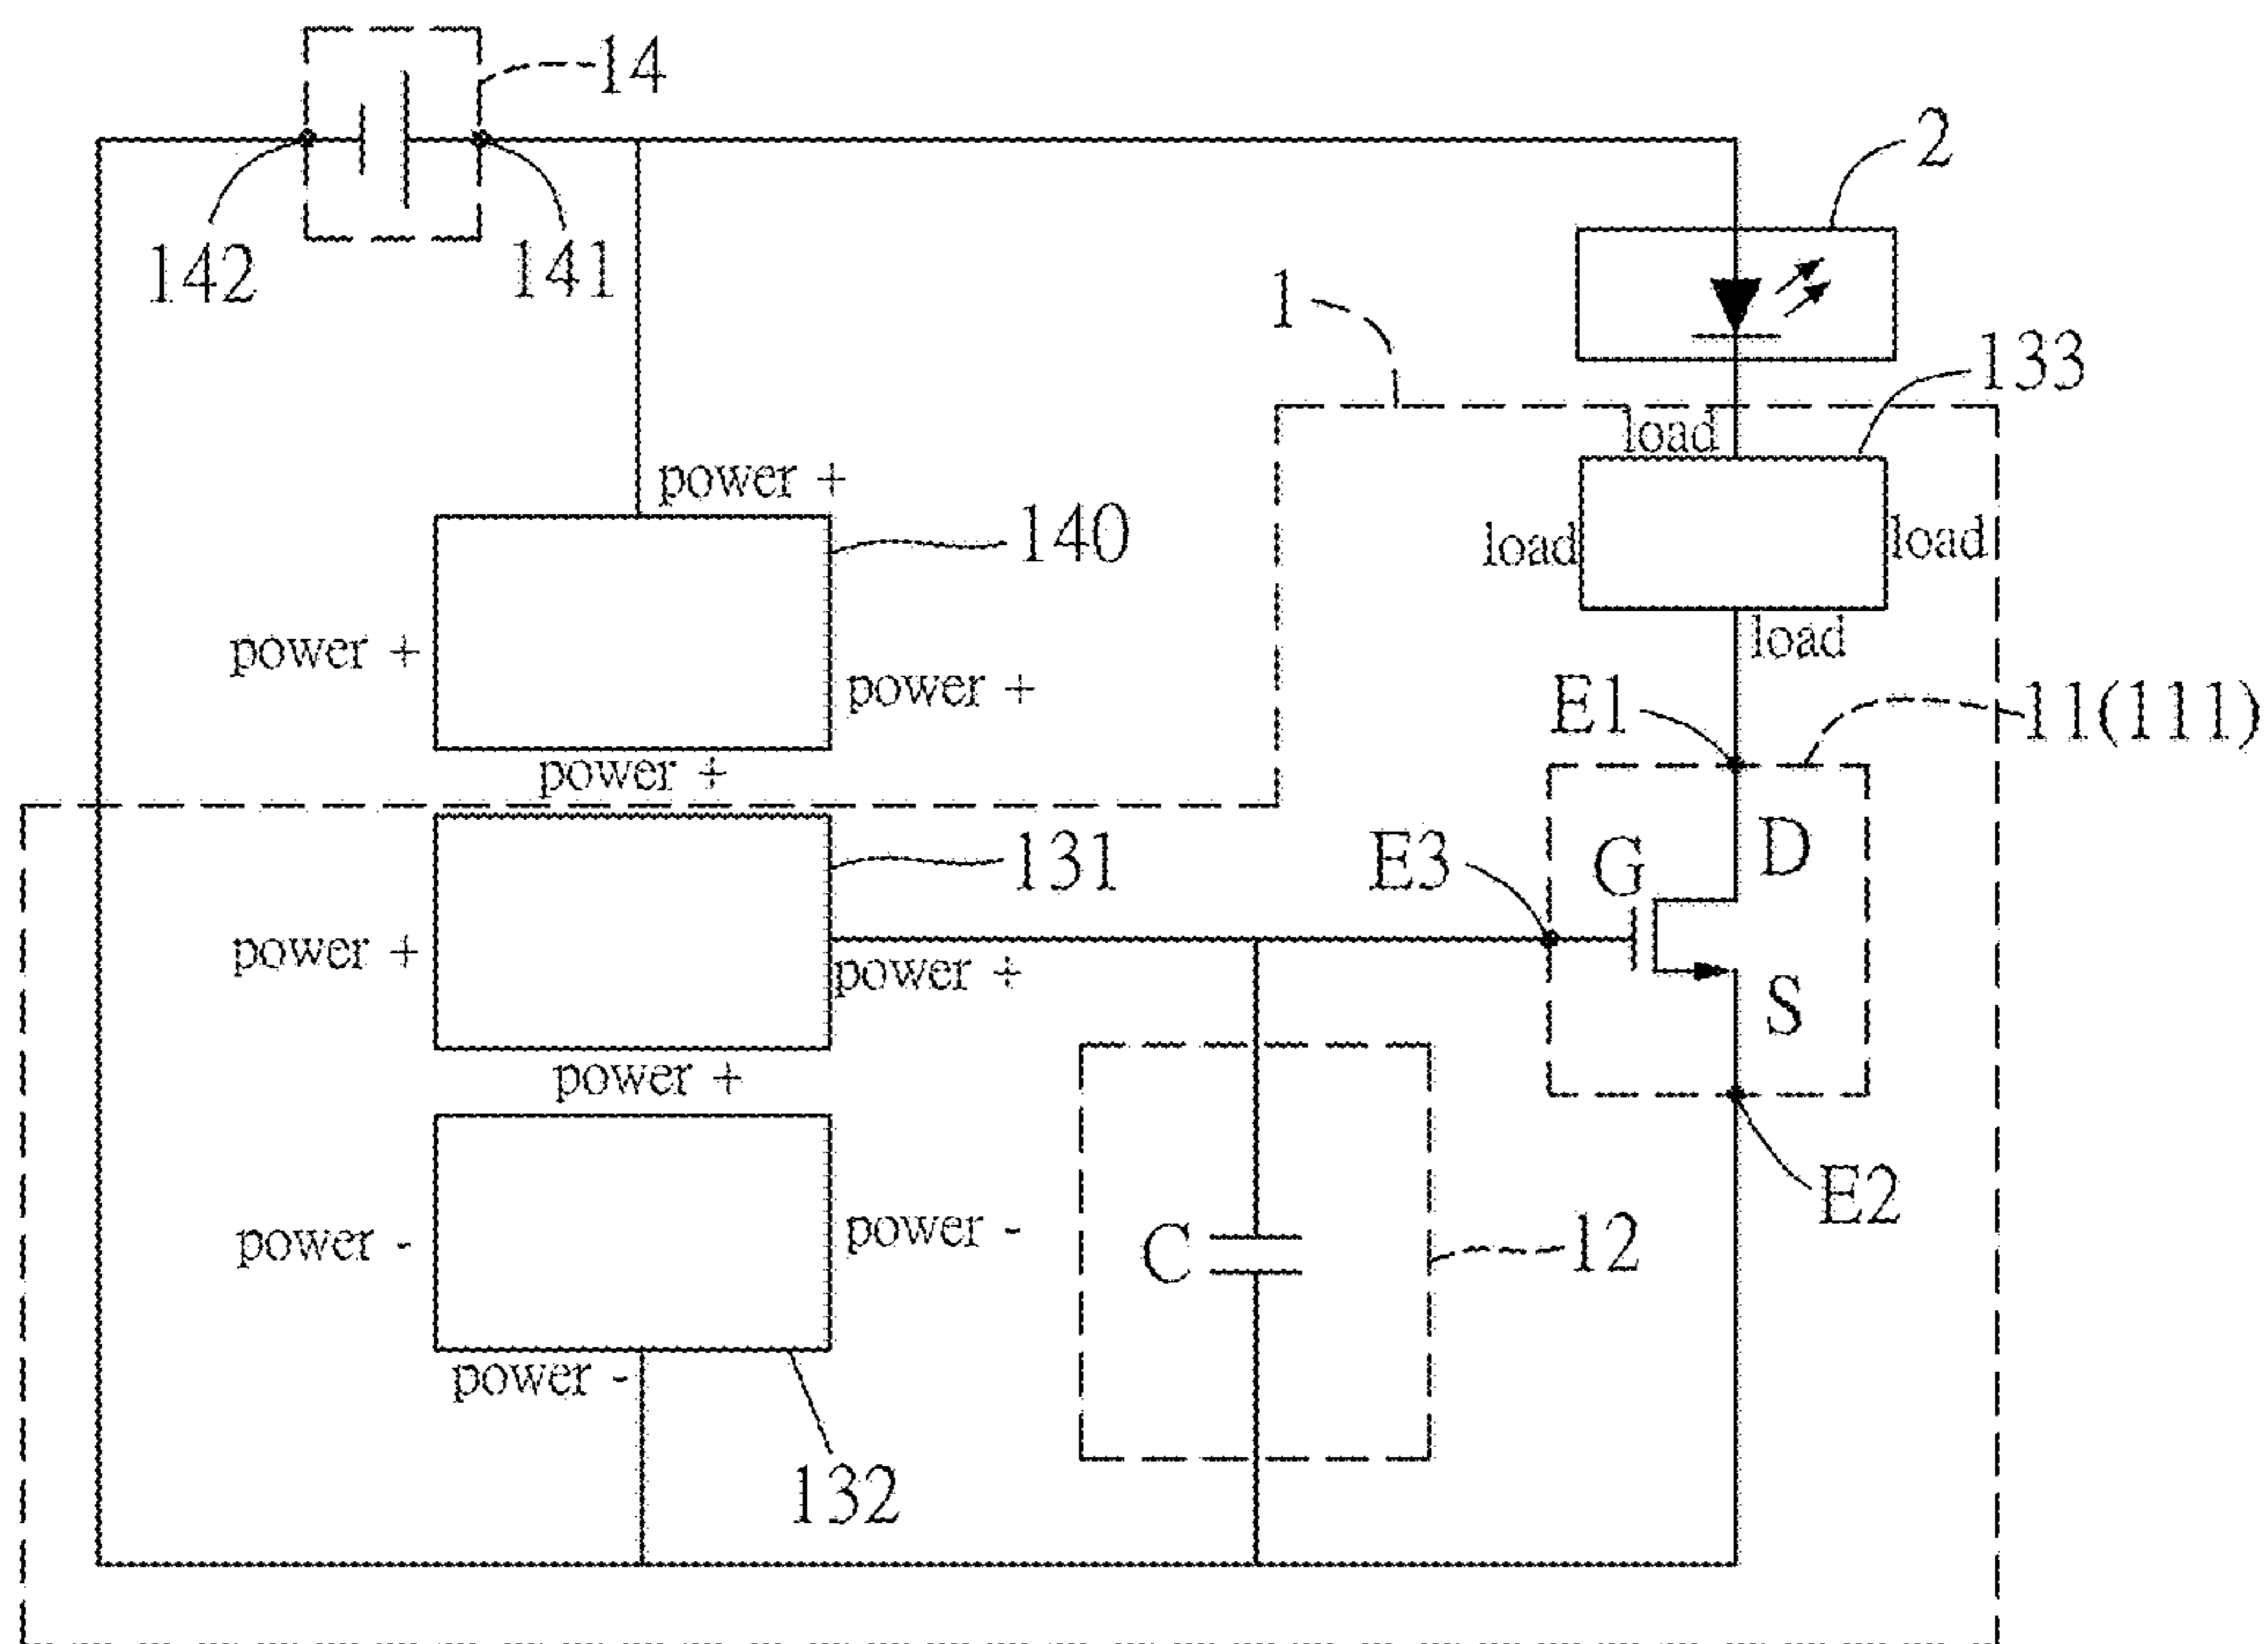 14
2
142
141
1
133
load
power +
140
load
load
power +
load
power +
E1
11(111)
power +
131
E3
G
D
power +
power +
S
power +
power -
power -
C
12
E2
power -
132